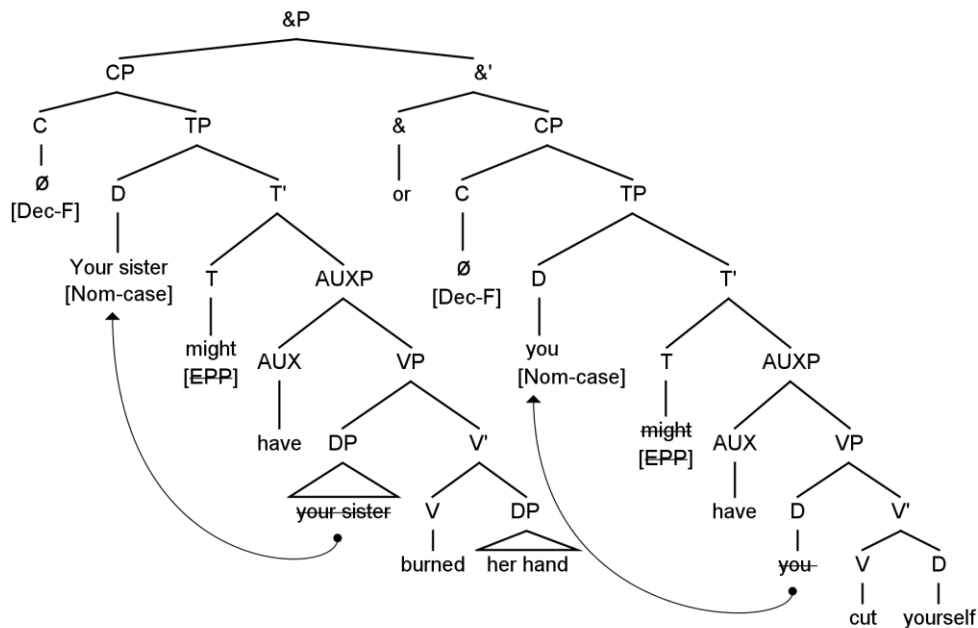 &P
CP &'
C TP & CP
Ø D T' or C TP
[Dec-F]
Your sister T AUXP Ø D T'
[Nom-case] [Dec-F]
might AUX VP you T AUXP
[EPP] [Nom-case]
have DP V' might AUX VP
[EPP]
your sister V DP have D V'
burned her hand you V D
cut yourself